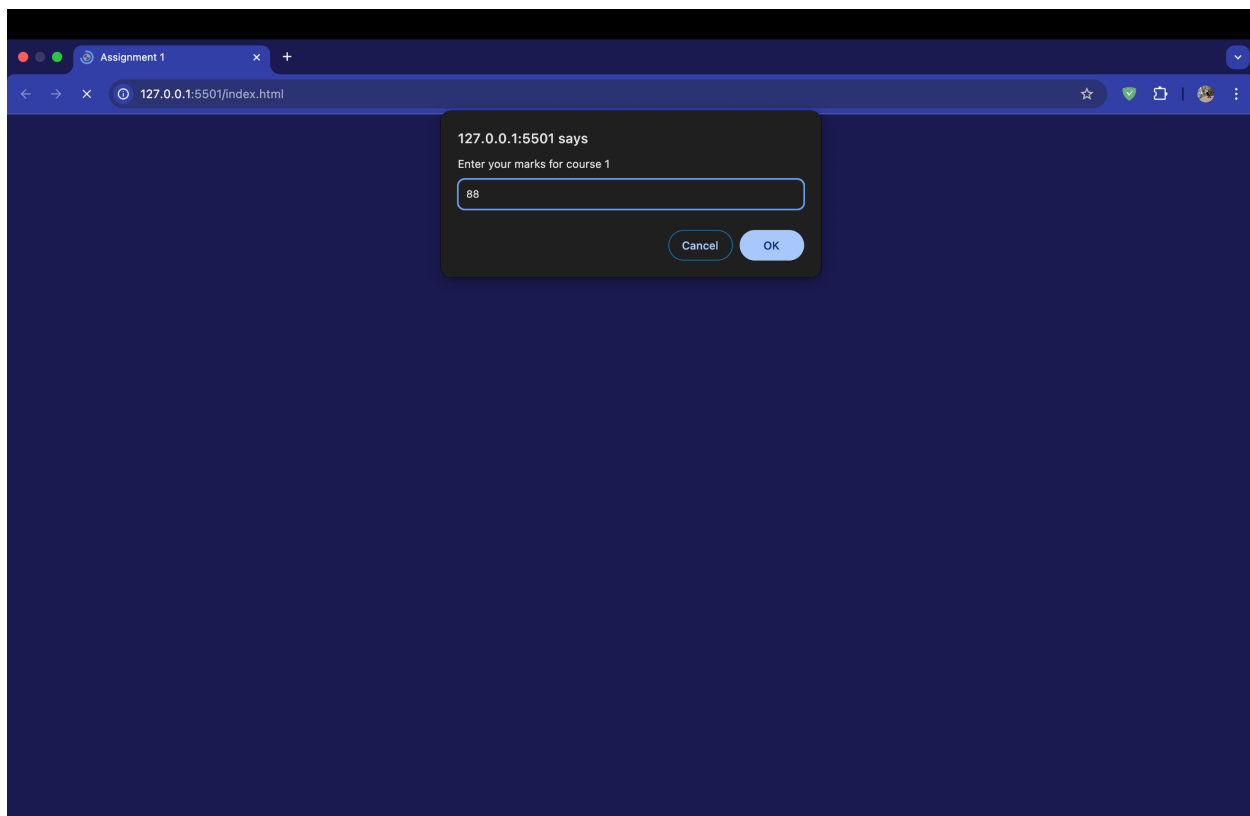 Assignment 1
127.0.0.1:5501/index.html
127.0.0.1:5501 says
Enter your marks for course 1
88
Cancel OK